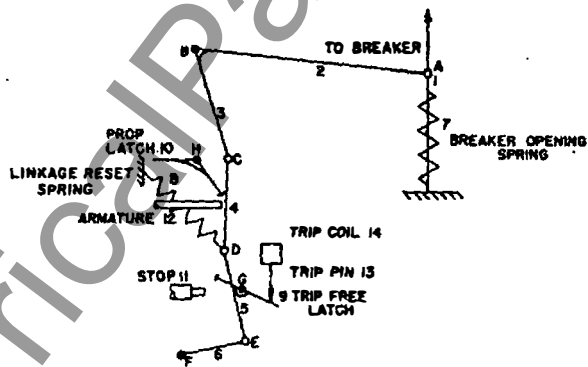 TO BREAKER
B
2
A
1
3
7
PROP
LATCH 10
H
C
BREAKER OPENING
SPRING
LINKAGE RESET
SPRING
8
4
ARMATURE 12
D
TRIP COIL 14
TRIP PIN 13
STOP 11
G
9 TRIP FREE
LATCH
5
E
6
F